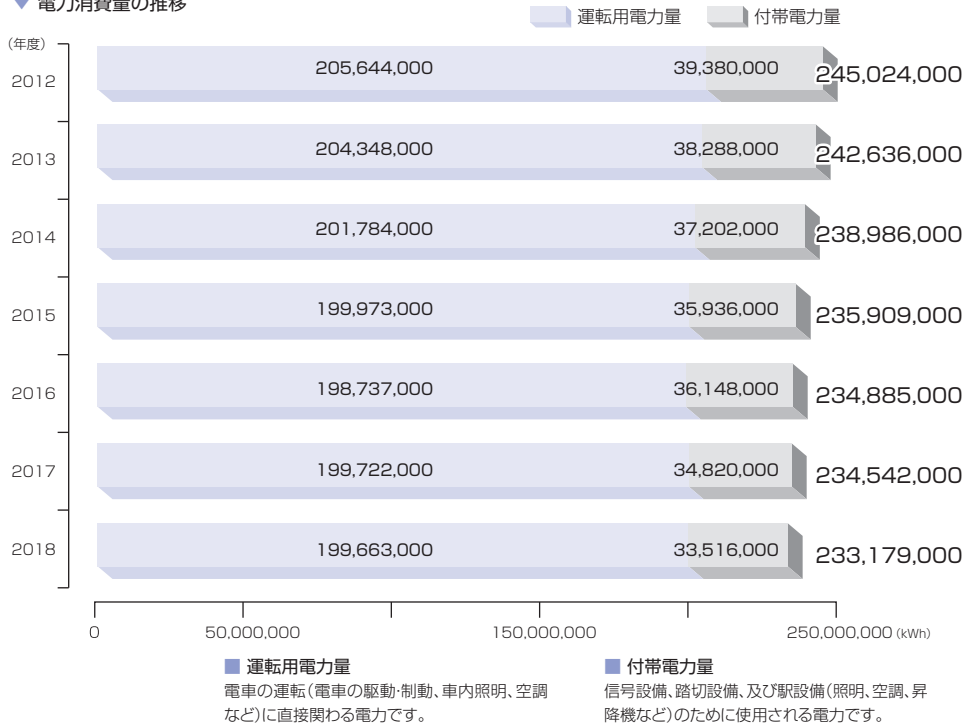 ▼ 電力消費量の推移
運転用電力量 付帯電力量
(年度)
2012 205,644,000 39,380,000 245,024,000
2013 204,348,000 38,288,000 242,636,000
2014 201,784,000 37,202,000 238,986,000
2015 199,973,000 35,936,000 235,909,000
2016 198,737,000 36,148,000 234,885,000
2017 199,722,000 34,820,000 234,542,000
2018 199,663,000 33,516,000 233,179,000
0 50,000,000 150,000,000 250,000,000 (kWh)
■ 運転用電力量
電車の運転(電車の駆動・制動、車内照明、空調
など)に直接関わる電力です。
■ 付帯電力量
信号設備、踏切設備、及び駅設備(照明、空調、昇
降機など)のために使用される電力です。